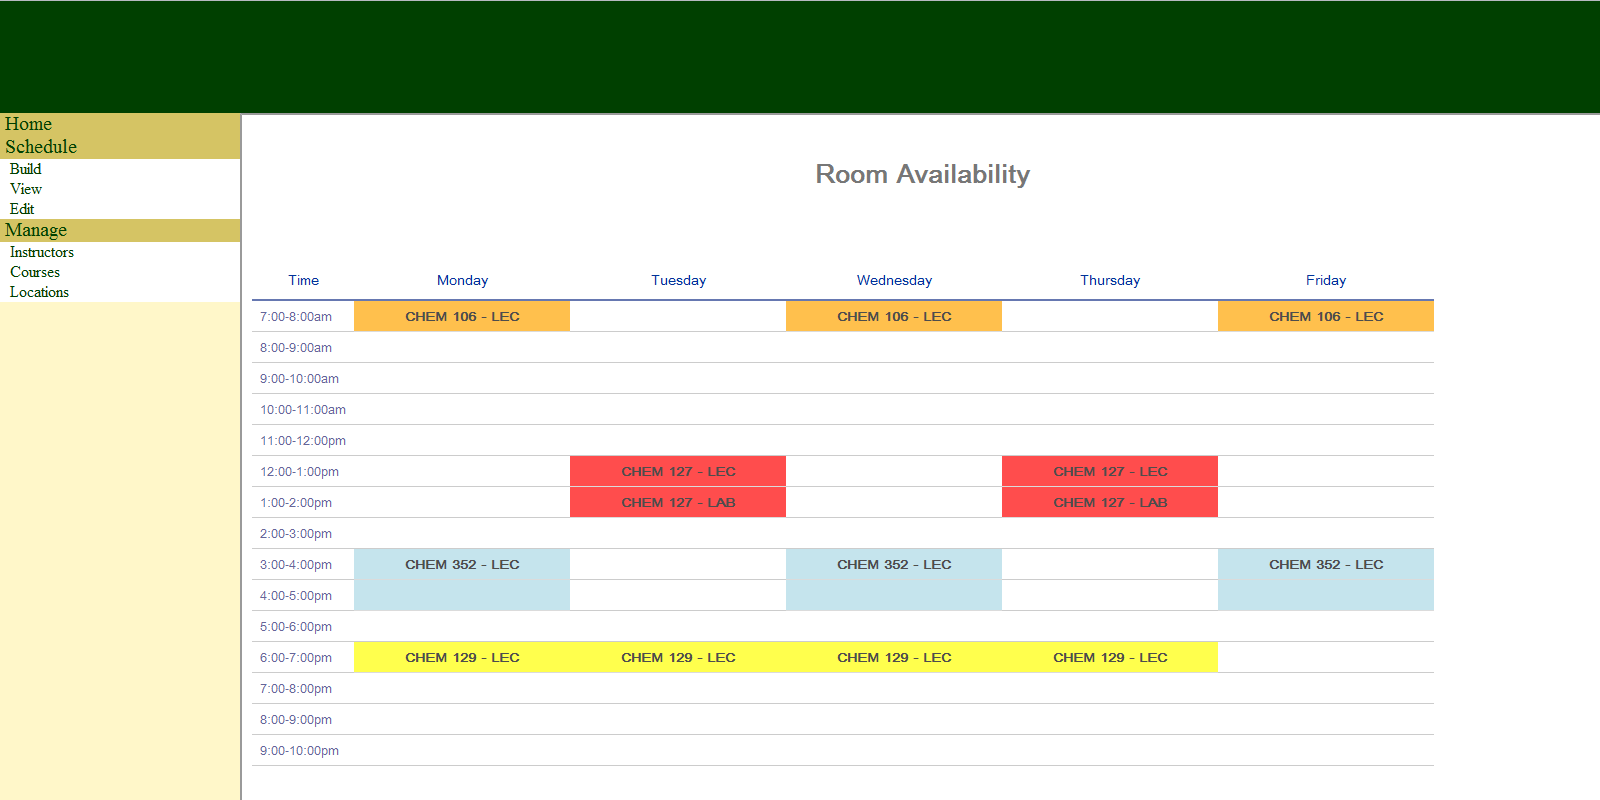 Home
Schedule
Build
View
Edit
Manage
Instructors
Courses
Locations
Room Availability
Time Monday Tuesday Wednesday Thursday Friday
7:00-8:00am CHEM 106 - LEC CHEM 106 - LEC CHEM 106 - LEC
8:00-9:00am
9:00-10:00am
10:00-11:00am
11:00-12:00pm
12:00-1:00pm CHEM 127 - LEC CHEM 127 - LEC
1:00-2:00pm CHEM 127 - LAB CHEM 127 - LAB
2:00-3:00pm
3:00-4:00pm CHEM 352 - LEC CHEM 352 - LEC CHEM 352 - LEC
4:00-5:00pm
5:00-6:00pm
6:00-7:00pm CHEM 129 - LEC CHEM 129 - LEC CHEM 129 - LEC CHEM 129 - LEC
7:00-8:00pm
8:00-9:00pm
9:00-10:00pm